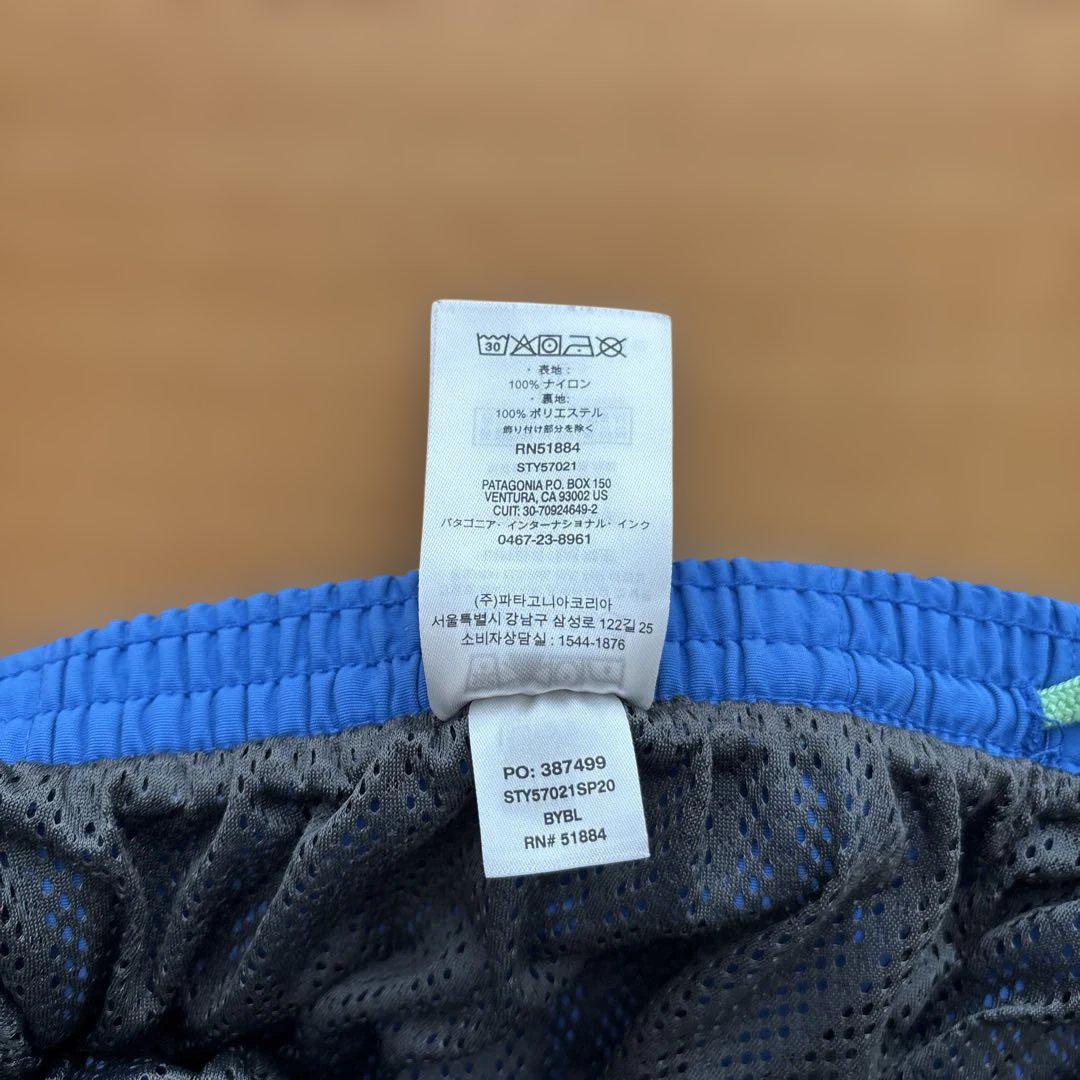 30
・表地:
100% ナイロン
・裏地:
100% ポリエステル
飾り付け部分を除く
RN51884
STY57021
PATAGONIA P.O. BOX 150
VENTURA, CA 93002 US
CUIT: 30-70924649-2
パタゴニア・インターナショナル・インク
0467-23-8961
(주)파타고니아코리아
서울특별시 강남구 삼성로 122길 25
소비자상담실 : 1544-1876
PO: 387499
STY57021SP20
BYBL
RN# 51884